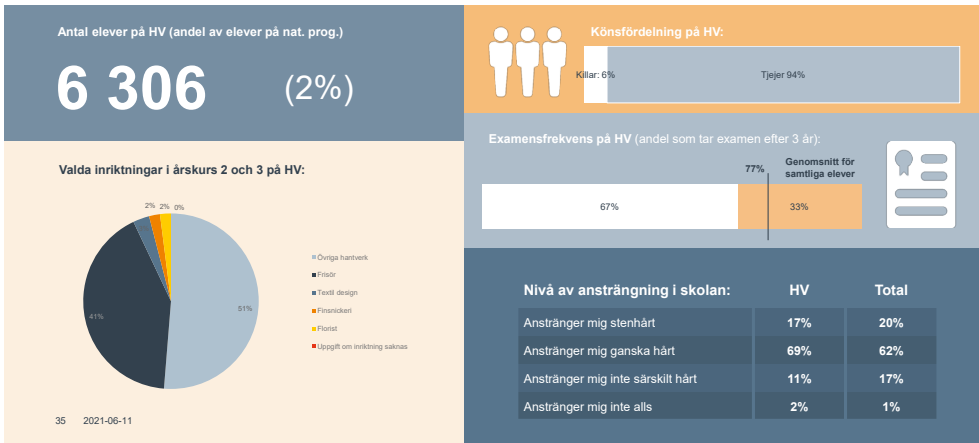 Antal elever på HV (andel av elever på nat. prog.)
6 306 (2%)
Valda inriktningar i årskurs 2 och 3 på HV:
2% 2% 0%
51%
41%
Övriga hantverk
Frisör
Textil design
Finsnickeri
Florist
Uppgift om inriktning saknas
35 2021-06-11
Könsfördelning på HV:
Killar: 6% Tjejer 94%
Examensfrekvens på HV (andel som tar examen efter 3 år):
77% Genomsnitt för
samtliga elever
67% 33%
Nivå av ansträngning i skolan: HV Total
Anstränger mig stenhårt 17% 20%
Anstränger mig ganska hårt 69% 62%
Anstränger mig inte särskilt hårt 11% 17%
Anstränger mig inte alls 2% 1%